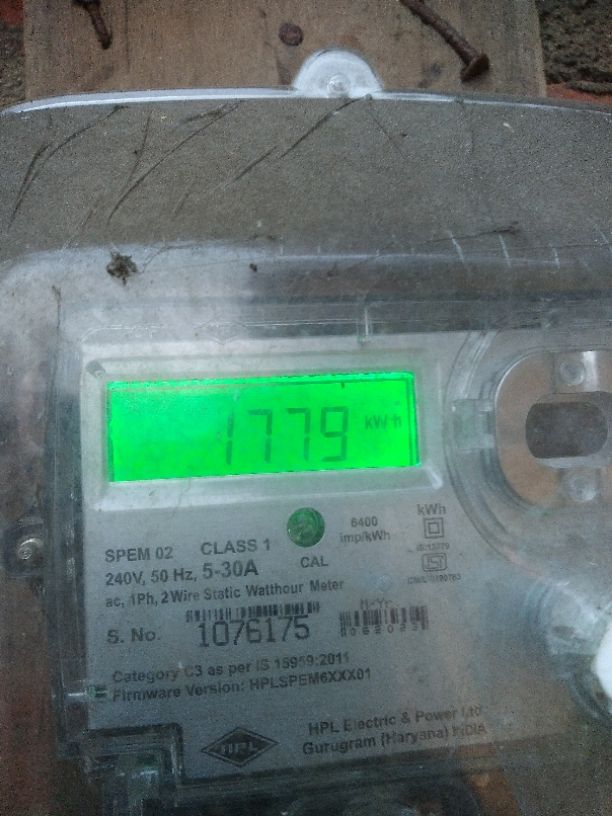 1779 kWh
SPEM 02 CLASS 1
CAL
6400
imp/kWh
kWh
240V, 50 Hz, 5-30A
ac, 1Ph, 2 Wire Static Watthour Meter
S. No. 1076175
Category C3 as per IS 15959:2011
Firmware Version: HPLSPEM6XXX01
HPL
HPL Electric & Power Ltd
Gurugram (Haryana) INDIA